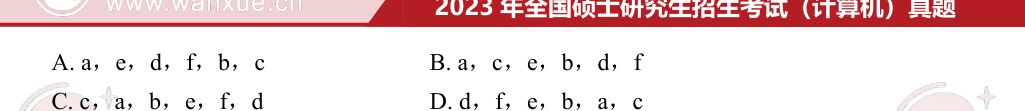 www.wanxue.cn
2023 年全国硕士研究生招生考试（计算机）真题
A. a，e，d，f，b，c B. a，c，e，b，d，f
C. c，a，b，e，f，d D. d，f，e，b，a，c